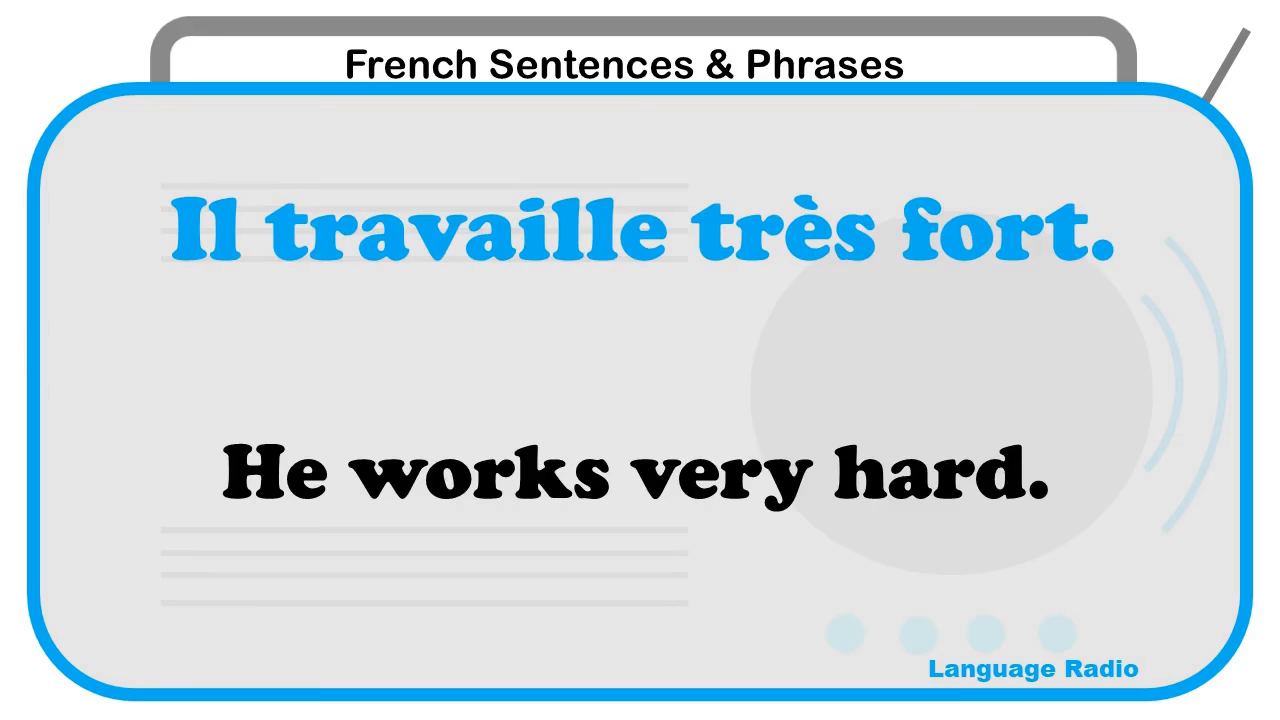 French Sentences & Phrases
Il travaille très fort.
He works very hard.
Language Radio